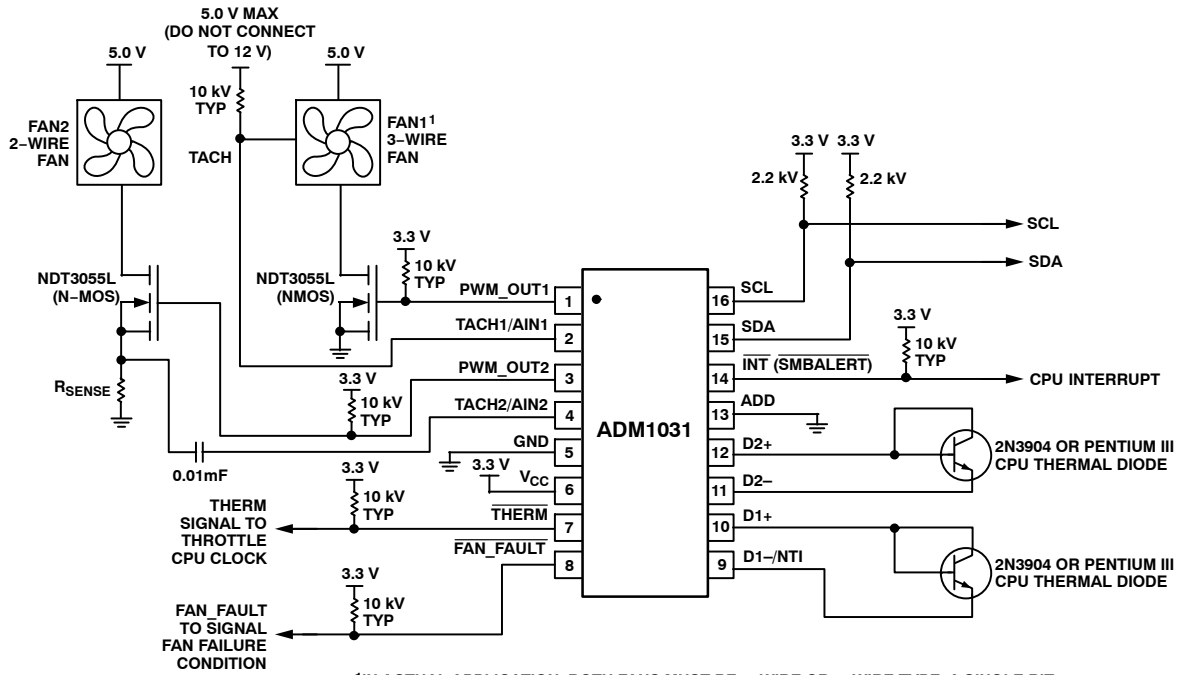 5.0 V MAX
(DO NOT CONNECT
TO 12 V)
5.0 V
5.0 V
10 kV
TYP
FAN2
2–WIRE
FAN
TACH
FAN1¹
3–WIRE
FAN
3.3 V 3.3 V
2.2 kV
2.2 kV
SCL
SDA
3.3 V
10 kV
TYP
NDT3055L
(N–MOS)
NDT3055L
(NMOS)
PWM_OUT1
1
16
SCL
TACH1/AIN1
2
15
SDA
3.3 V
10 kV
TYP
PWM_OUT2
3
14
INT (SMBALERT)
CPU INTERRUPT
RSENSE
3.3 V
10 kV
TYP
TACH2/AIN2
4
13
ADD
ADM1031
GND
5
12
D2+
2N3904 OR PENTIUM III
CPU THERMAL DIODE
0.01mF
3.3 V
VCC
6
11
D2–
3.3 V
10 kV
TYP
THERM
SIGNAL TO
THROTTLE
CPU CLOCK
THERM
7
10
D1+
FAN_FAULT
8
9
D1–/NTI
2N3904 OR PENTIUM III
CPU THERMAL DIODE
3.3 V
10 kV
TYP
FAN_FAULT
TO SIGNAL
FAN FAILURE
CONDITION